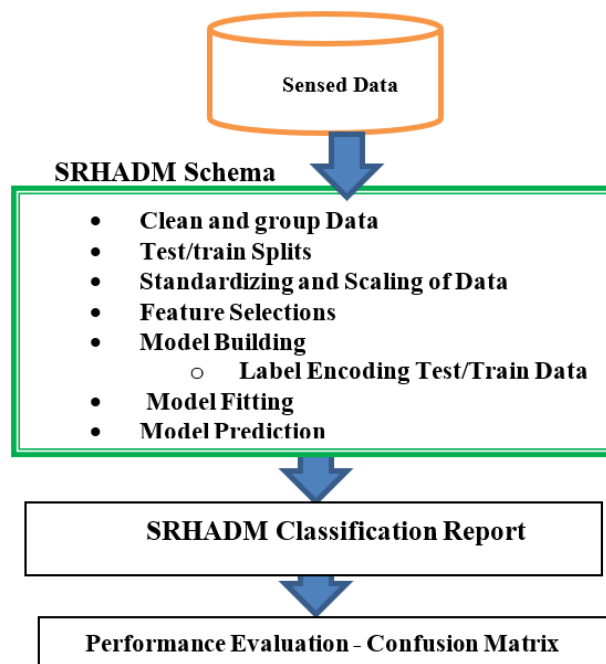 Sensed Data
SRHADM Schema
• Clean and group Data
• Test/train Splits
• Standardizing and Scaling of Data
• Feature Selections
• Model Building
o Label Encoding Test/Train Data
• Model Fitting
• Model Prediction
SRHADM Classification Report
Performance Evaluation - Confusion Matrix